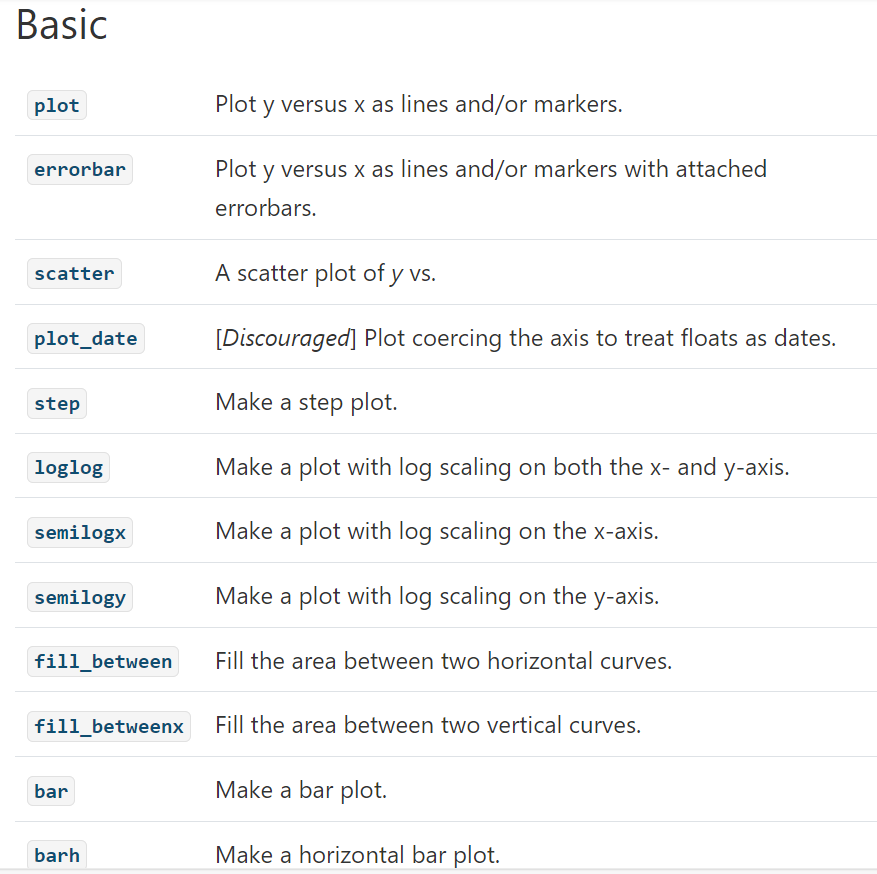 Basic
plot Plot y versus x as lines and/or markers.
errorbar Plot y versus x as lines and/or markers with attached
errorbars.
scatter A scatter plot of y vs.
plot_date [Discouraged] Plot coercing the axis to treat floats as dates.
step Make a step plot.
loglog Make a plot with log scaling on both the x- and y-axis.
semilogx Make a plot with log scaling on the x-axis.
semilogy Make a plot with log scaling on the y-axis.
fill_between Fill the area between two horizontal curves.
fill_betweenx Fill the area between two vertical curves.
bar Make a bar plot.
barh Make a horizontal bar plot.